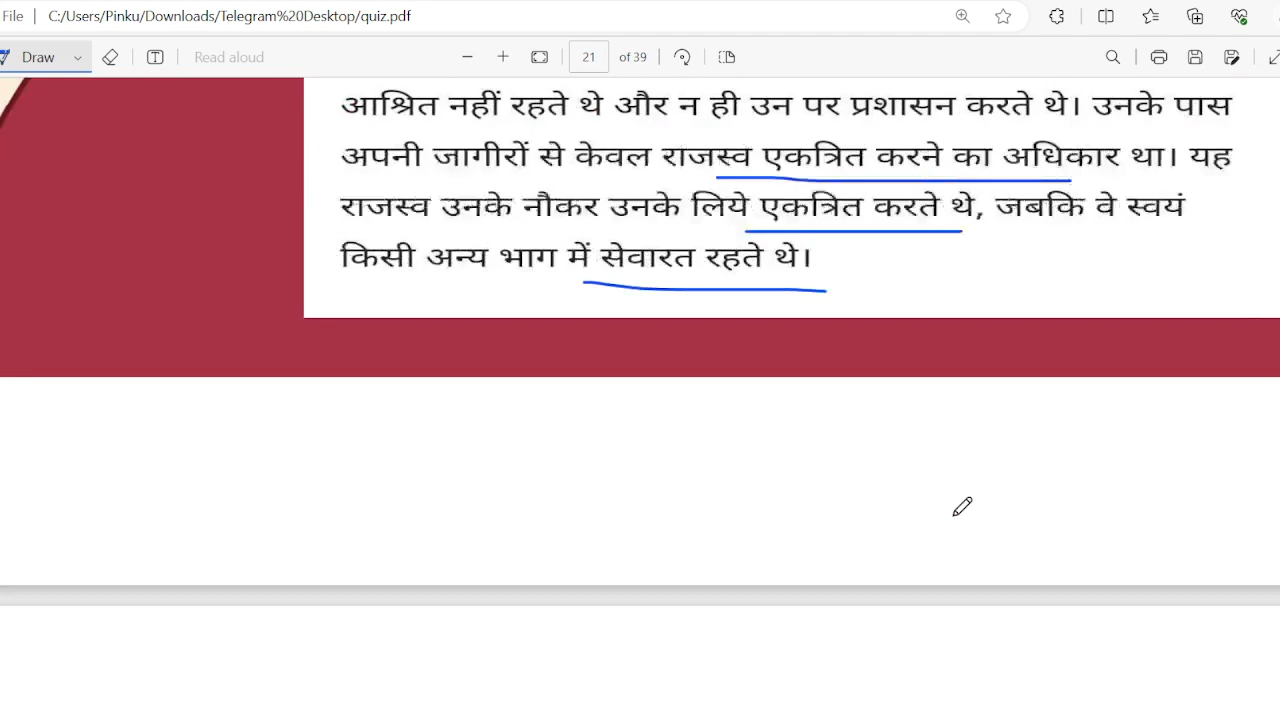 File C:/Users/Pinku/Downloads/Telegram%20Desktop/quiz.pdf
Draw Read aloud 21 of 39
आश्रित नहीं रहते थे और न ही उन पर प्रशासन करते थे। उनके पास
अपनी जागीरों से केवल राजस्व एकत्रित करने का अधिकार था। यह
राजस्व उनके नौकर उनके लिये एकत्रित करते थे, जबकि वे स्वयं
किसी अन्य भाग में सेवारत रहते थे।